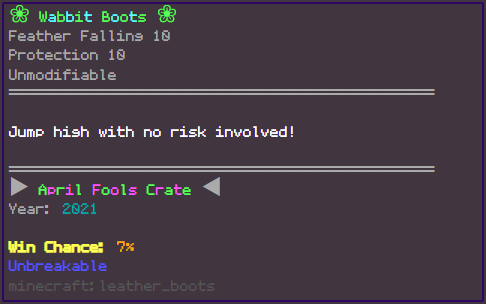 ❀ Wabbit Boots ❀
Feather Falling 10
Protection 10
Unmodifiable
Jump high with no risk involved!
▶ April Fools Crate ◀
Year: 2021
Win Chance: 7%
Unbreakable
minecraft:leather_boots